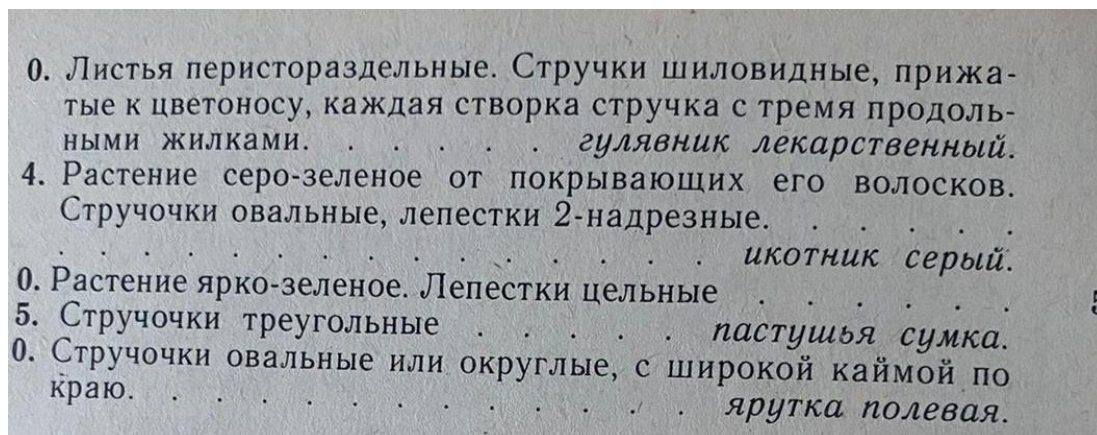 0. Листья перистораздельные. Стручки шиловидные, прижа-
тые к цветоносу, каждая створка стручка с тремя продоль-
ными жилками. . . . . . гулявник лекарственный.
4. Растение серо-зеленое от покрывающих его волосков.
Стручочки овальные, лепестки 2-надрезные. . . . . .
. . . . . . . . . . . . . . . икотник серый.
0. Растение ярко-зеленое. Лепестки цельные . . . . . .
5. Стручочки треугольные . . . . . пастушья сумка.
0. Стручочки овальные или округлые, с широкой каймой по
краю. . . . . . . . . . . . . . ярутка полевая.